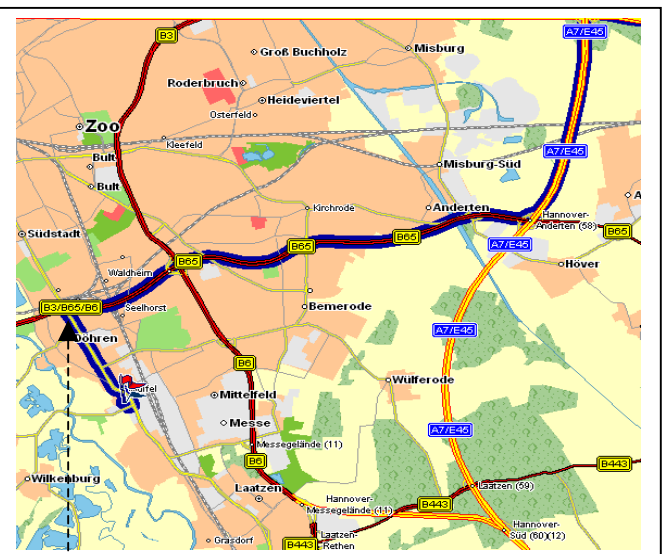 B3
A7/E45
Groß Buchholz
Misburg
Roderbruch
Heideviertel
Osterfeld
Zoo
Kleefeld
A7/E45
Bult
Misburg-Süd
Bult
Kirchrode
Anderten
A
Hannover-
Anderten (58)
Südstadt
B65
B65
A7/E45
B65
Waldheim
B65
Höver
B3/B65/B6
Seelhorst
Bemerode
A7/E45
Döhren
B6
Wülferode
Mittelfeld
Messe
A7/E45
Messegelände (11)
B6
B443
Wilkenburg
Laatzen
Laatzen (59)
Hannover-
Messegelände (11)
B443
Hannover-
Süd (60)(12)
Grasdorf
B443
Laatzen-
Rethen